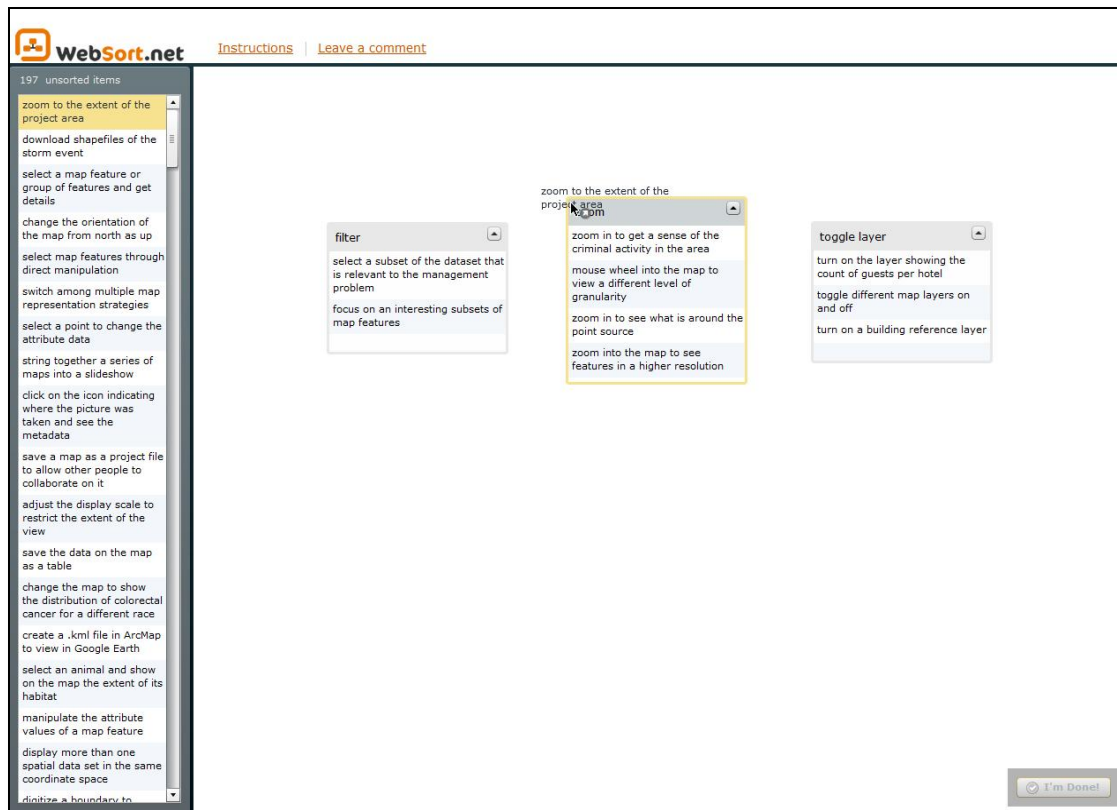 WebSort.net
Instructions
Leave a comment
197 unsorted items
zoom to the extent of the
project area
download shapefiles of the
storm event
select a map feature or
group of features and get
details
change the orientation of
the map from north as up
select map features through
direct manipulation
switch among multiple map
representation strategies
select a point to change the
attribute data
string together a series of
maps into a slideshow
click on the icon indicating
where the picture was
taken and see the
metadata
save a map as a project file
to allow other people to
collaborate on it
adjust the display scale to
restrict the extent of the
view
save the data on the map
as a table
change the map to show
the distribution of colorectal
cancer for a different race
create a .kml file in ArcMap
to view in Google Earth
select an animal and show
on the map the extent of its
habitat
manipulate the attribute
values of a map feature
display more than one
spatial data set in the same
coordinate space
digitize a boundary to
filter
select a subset of the dataset that
is relevant to the management
problem
focus on an interesting subsets of
map features
zoom to the extent of the
project area
zoom in to get a sense of the
criminal activity in the area
mouse wheel into the map to
view a different level of
granularity
zoom in to see what is around the
point source
zoom into the map to see
features in a higher resolution
toggle layer
turn on the layer showing the
count of guests per hotel
toggle different map layers on
and off
turn on a building reference layer
I'm Done!